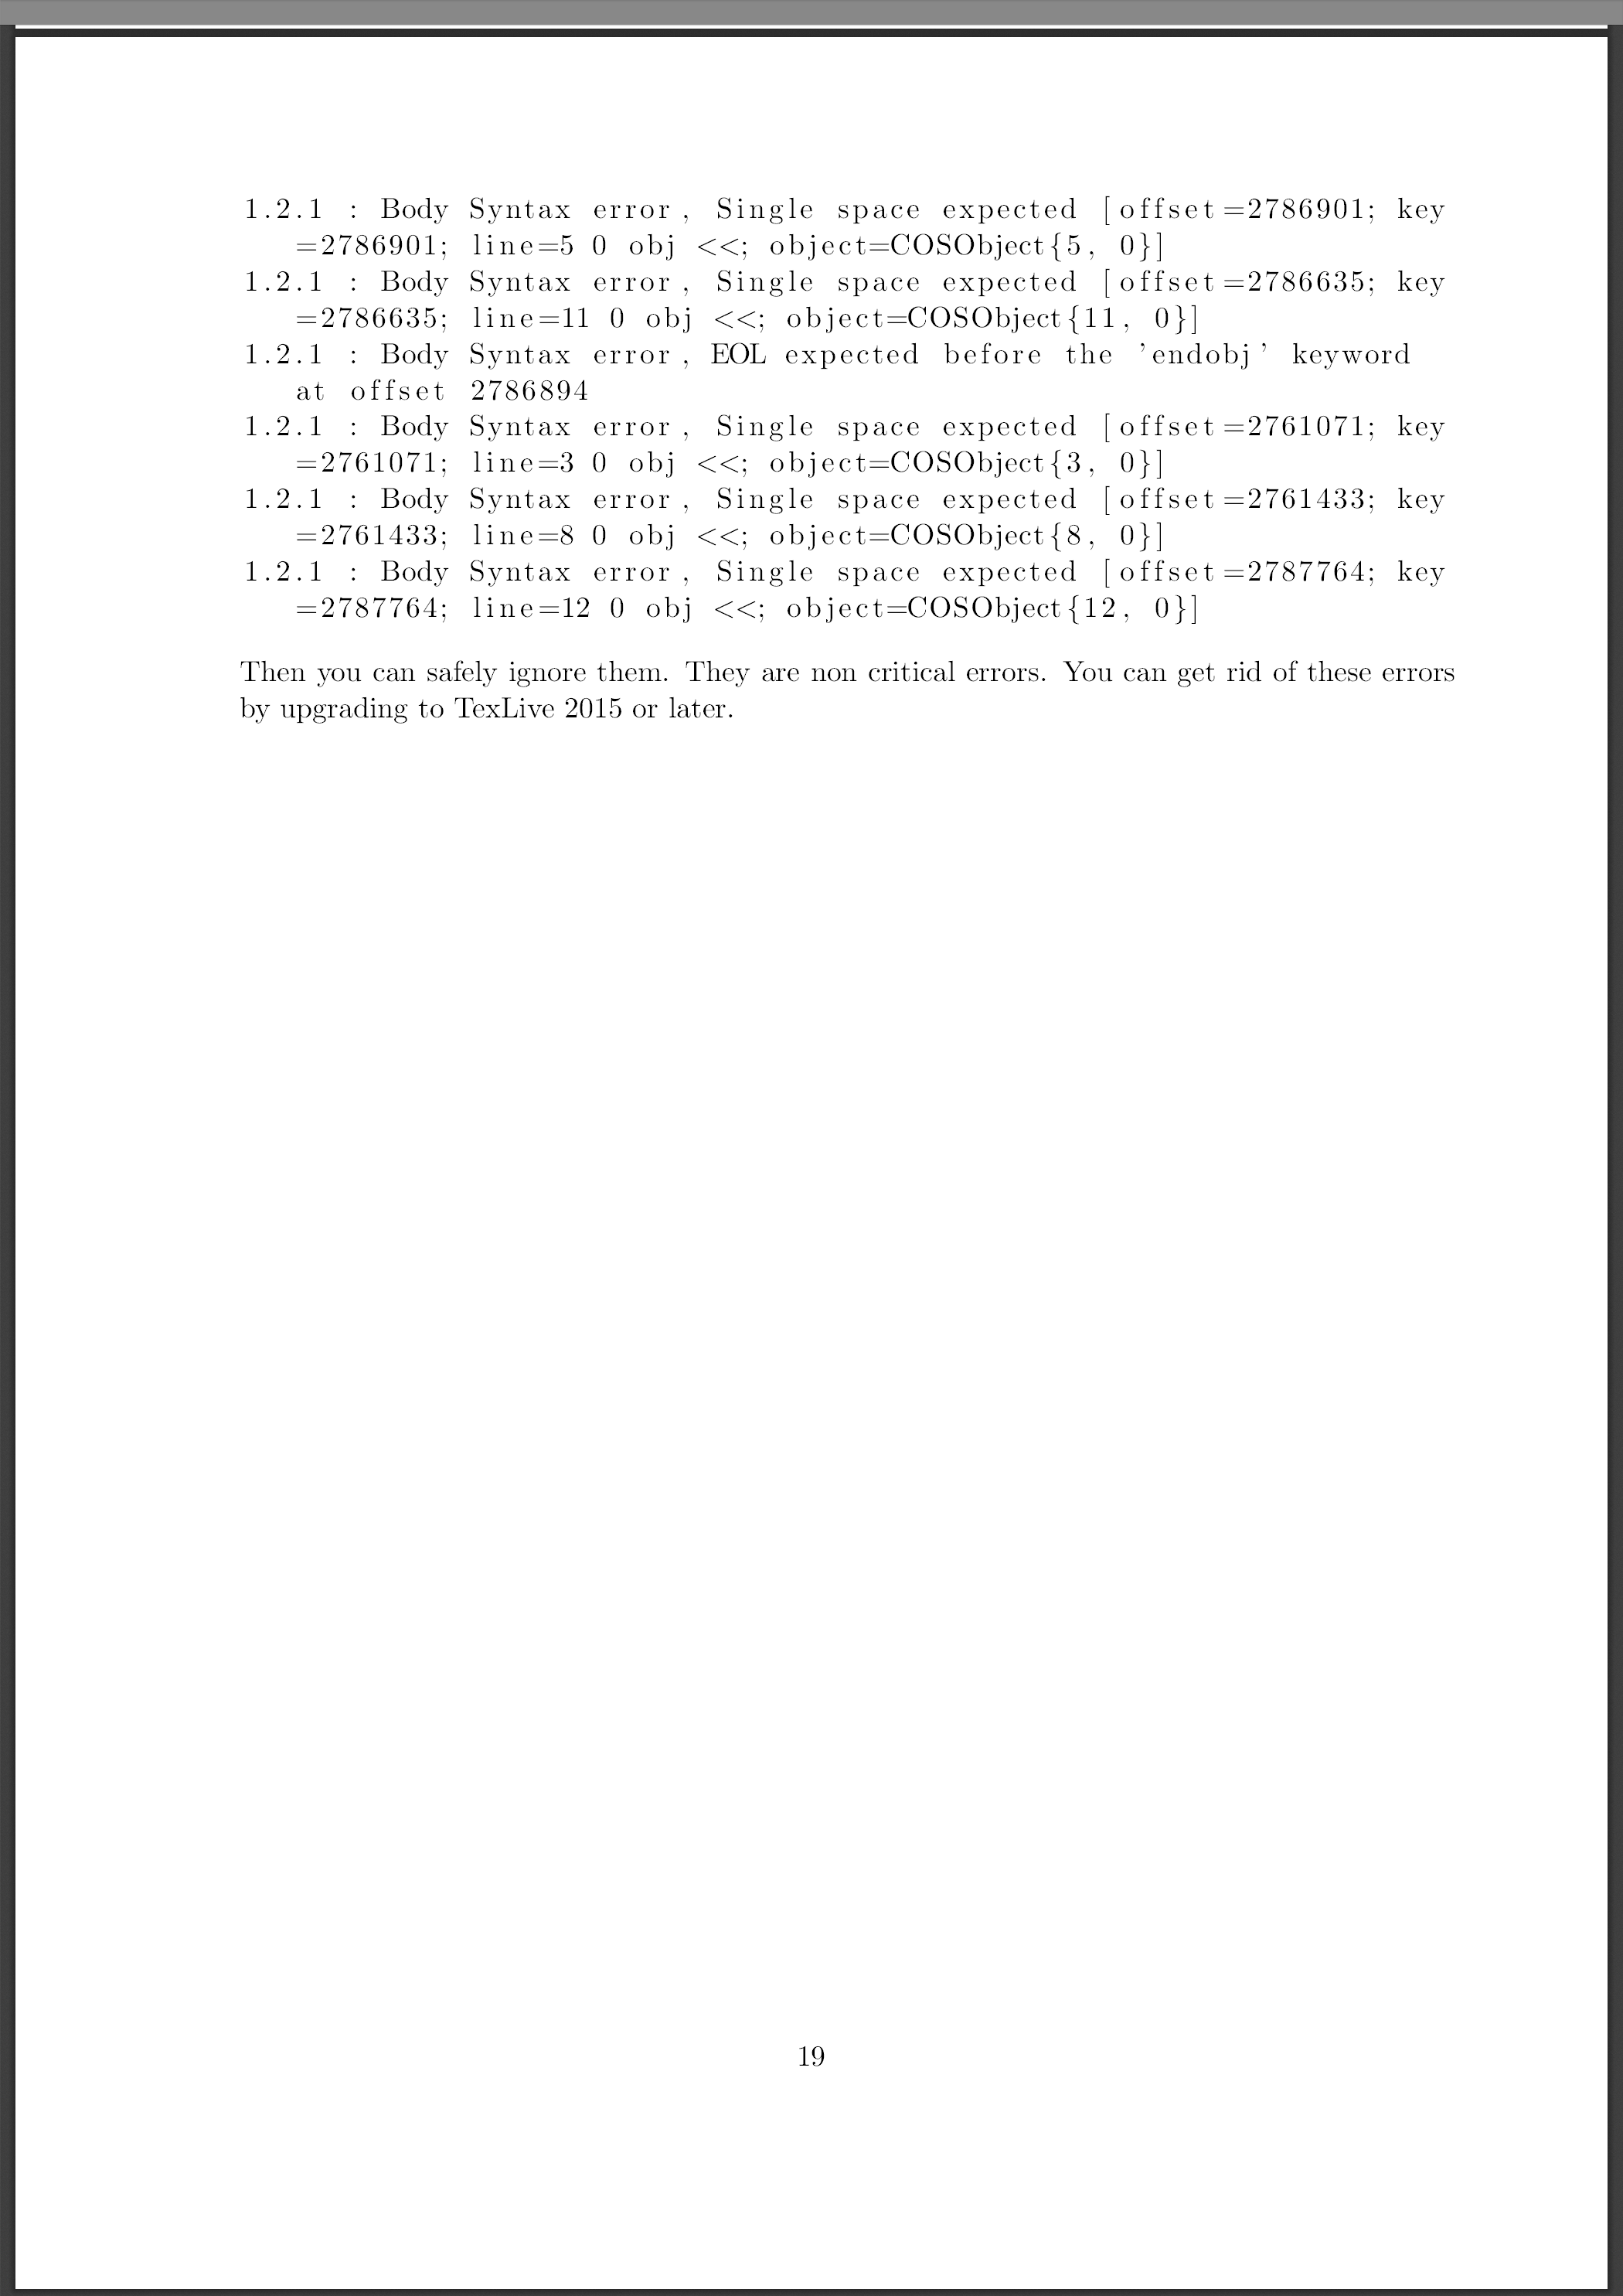 1.2.1 : Body Syntax error, Single space expected [offset=2786901; key
=2786901; line=5 0 obj <<; object=COSObject{5, 0}]
1.2.1 : Body Syntax error, Single space expected [offset=2786635; key
=2786635; line=11 0 obj <<; object=COSObject{11, 0}]
1.2.1 : Body Syntax error, EOL expected before the 'endobj' keyword
at offset 2786894
1.2.1 : Body Syntax error, Single space expected [offset=2761071; key
=2761071; line=3 0 obj <<; object=COSObject{3, 0}]
1.2.1 : Body Syntax error, Single space expected [offset=2761433; key
=2761433; line=8 0 obj <<; object=COSObject{8, 0}]
1.2.1 : Body Syntax error, Single space expected [offset=2787764; key
=2787764; line=12 0 obj <<; object=COSObject{12, 0}]
Then you can safely ignore them. They are non critical errors. You can get rid of these errors
by upgrading to TexLive 2015 or later.
19